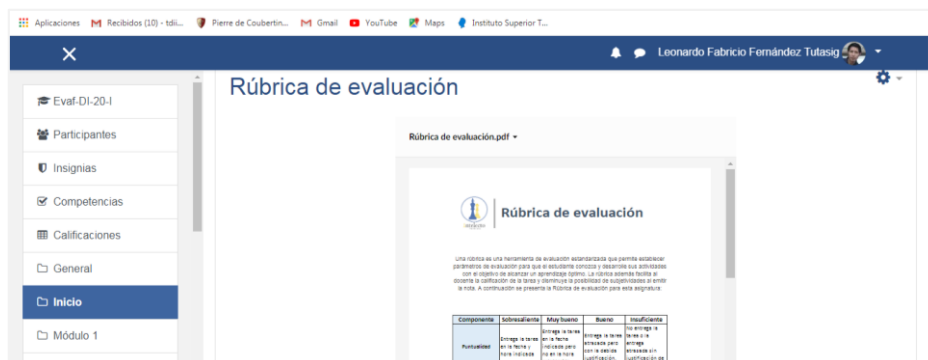 Aplicaciones Recibidos (10) - tdii... Pierre de Coubertin... Gmail YouTube Maps Instituto Superior T...
Leonardo Fabricio Fernández Tutasig
Rúbrica de evaluación
Evaf-DI-20-I
Participantes
Insignias
Competencias
Calificaciones
General
Inicio
Módulo 1
Rúbrica de evaluación.pdf
Rúbrica de evaluación
Una rúbrica es una herramienta de evaluación estandarizada que permite establecer
parámetros de evaluación para que el estudiante conozca y desarrolle sus actividades
con el objetivo de alcanzar un aprendizaje óptimo. La rúbrica además facilita al
docente la calificación de la tarea y disminuye la posibilidad de subjetividades al emitir
la nota. A continuación se presenta la Rúbrica de evaluación para esta asignatura:
Componente Sobresaliente Muy bueno Bueno Insuficiente
Puntualidad
Entrega la tarea
en la fecha y
hora indicada
Entrega la tarea
en la fecha
indicada pero
no en la hora
Entrega la tarea
atrasada pero
con la debida
justificación.
No entrega la
tarea o la
entrega
atrasada sin
justificación de